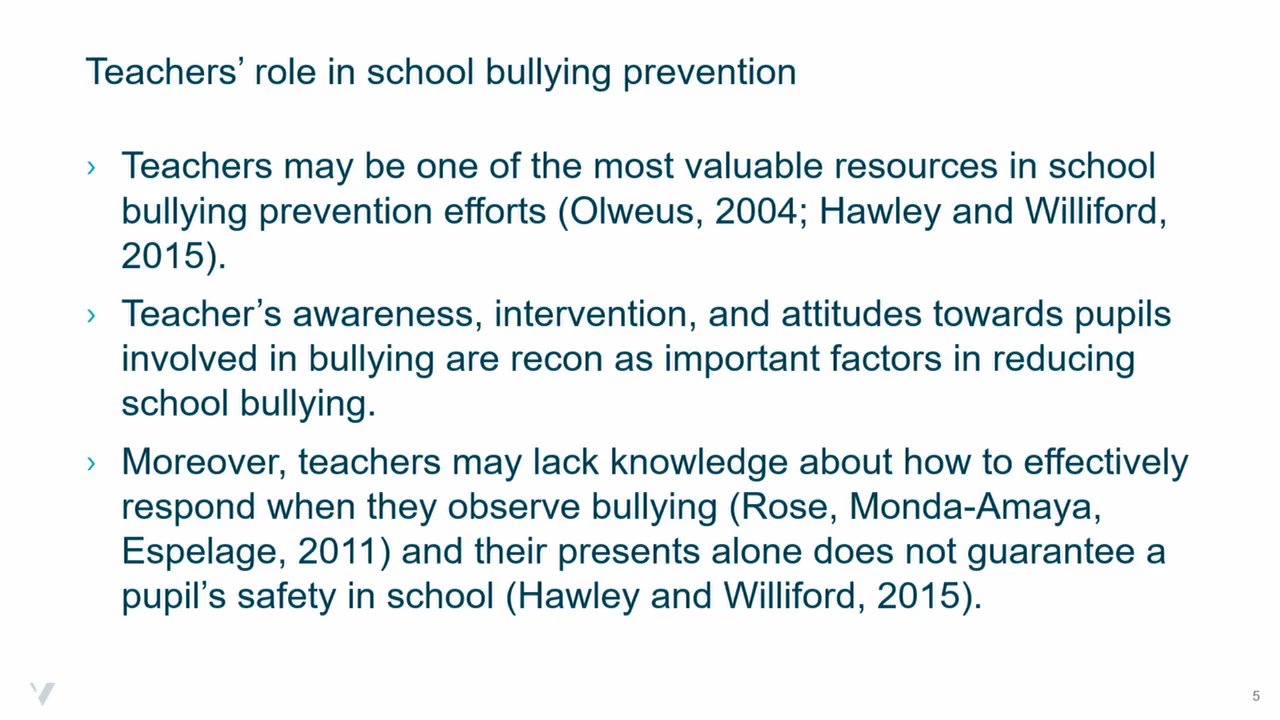 Teachers’ role in school bullying prevention
› Teachers may be one of the most valuable resources in school
bullying prevention efforts (Olweus, 2004; Hawley and Williford,
2015).
› Teacher’s awareness, intervention, and attitudes towards pupils
involved in bullying are recon as important factors in reducing
school bullying.
› Moreover, teachers may lack knowledge about how to effectively
respond when they observe bullying (Rose, Monda-Amaya,
Espelage, 2011) and their presents alone does not guarantee a
pupil’s safety in school (Hawley and Williford, 2015).
5